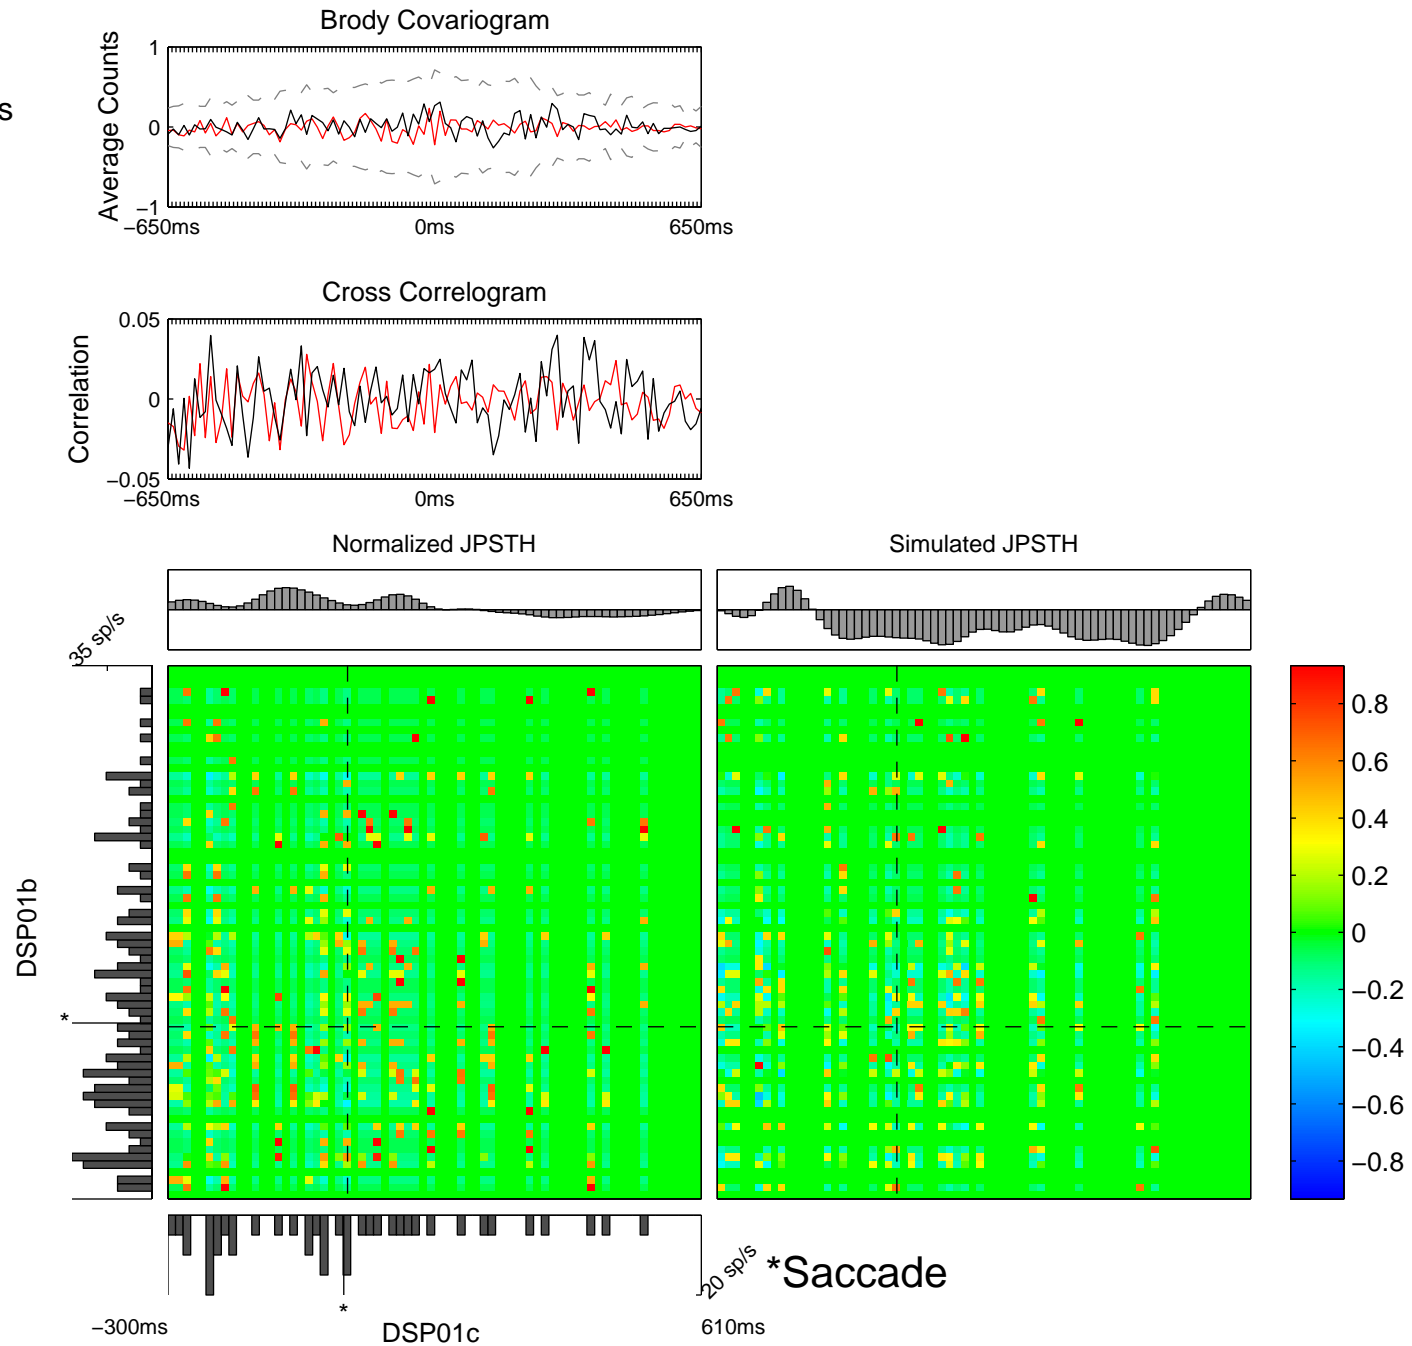 Brody Covariogram
s
Average Counts
1
0
−1
−650ms
0ms
650ms
Cross Correlogram
Correlation
0.05
0
−0.05
−650ms
0ms
650ms
Normalized JPSTH
Simulated JPSTH
35 sp/s
DSP01b
*
0.8
0.6
0.4
0.2
0
−0.2
−0.4
−0.6
−0.8
20 sp/s
*Saccade
*
−300ms
DSP01c
610ms